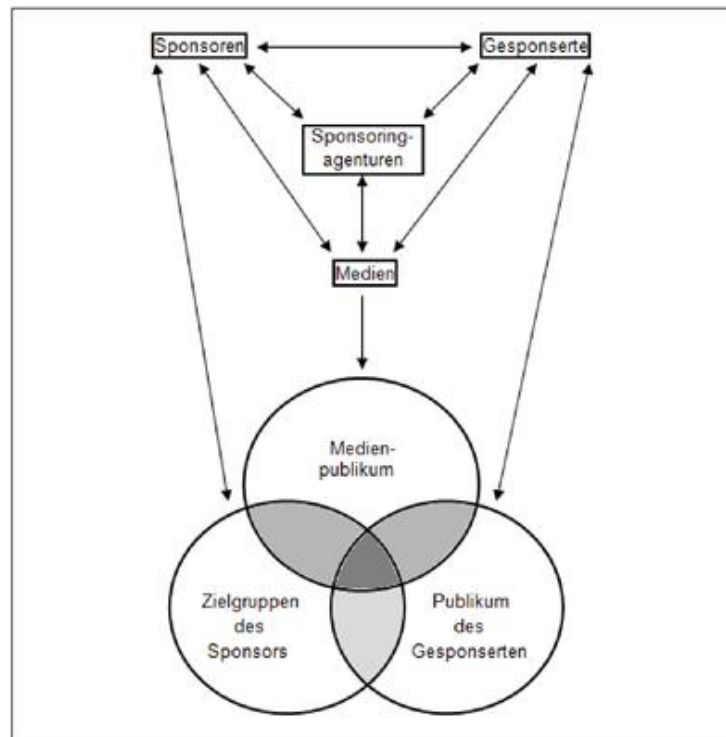 Sponsoren
Gesponserte
Sponsoring-
agenturen
Medien
Medien-
publikum
Zielgruppen
des
Sponsors
Publikum
des
Gesponserten